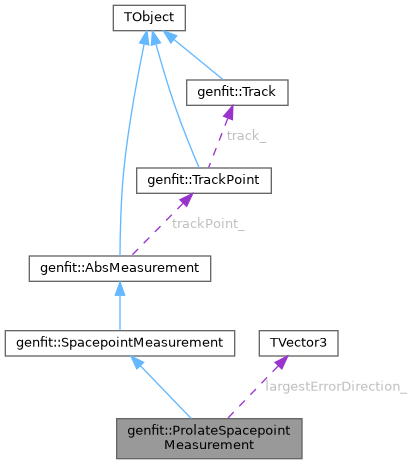 TObject
genfit::Track
track_
genfit::TrackPoint
trackPoint_
genfit::AbsMeasurement
genfit::SpacepointMeasurement
TVector3
largestErrorDirection_
genfit::ProlateSpacepoint
Measurement